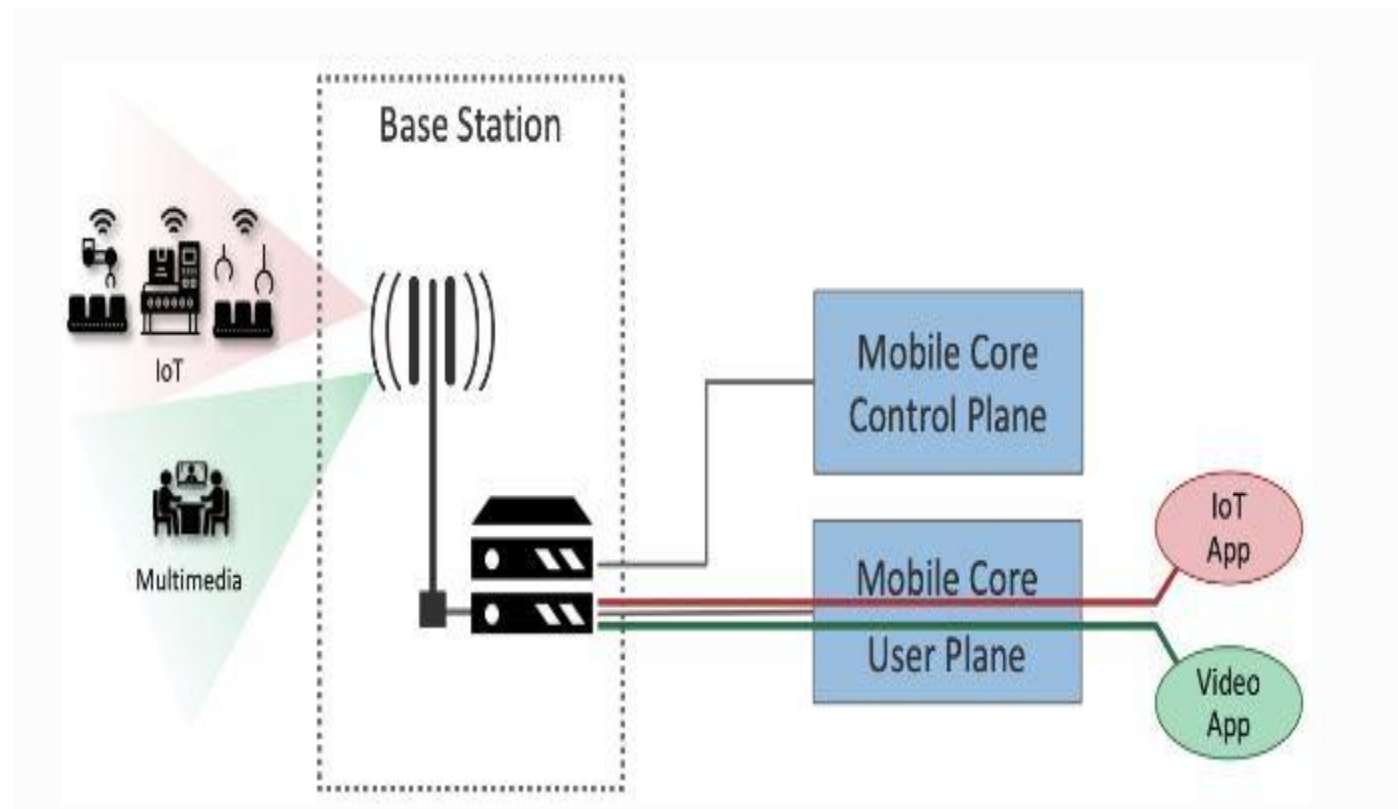 Base Station
IoT
Multimedia
Mobile Core
Control Plane
Mobile Core
User Plane
IoT
App
Video
App